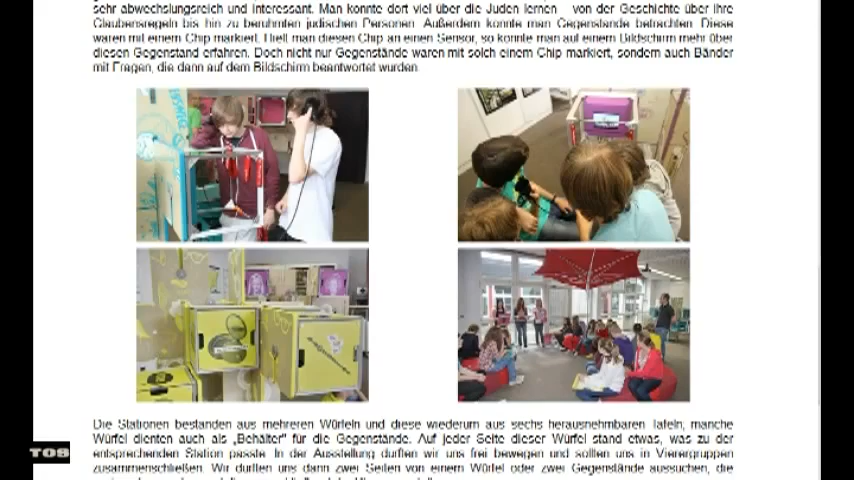 sehr abwechslungsreich und interessant. Man konnte dort viel über die Juden lernen – von der Geschichte über ihre
Glaubensregeln bis hin zu berühmten jüdischen Personen. Außerdem konnte man Gegenstände betrachten. Diese
waren mit einem Chip markiert. Hielt man diesen Chip an einen Sensor, so konnte man auf einem Bildschirm mehr über
diesen Gegenstand erfahren. Doch nicht nur Gegenstände waren mit solch einem Chip markiert, sondern auch Bänder
mit Fragen, die dann auf dem Bildschirm beantwortet wurden.
Die Stationen bestanden aus mehreren Würfeln und diese wiederum aus sechs herausnehmbaren Tafeln, manche
Würfel dienten auch als „Behälter" für die Gegenstände. Auf jeder Seite dieser Würfel stand etwas, was zu der
entsprechenden Station passte. In der Ausstellung durften wir uns frei bewegen und sollten uns in Vierergruppen
TOS
zusammenschließen. Wir durften uns dann zwei Seiten von einem Würfel oder zwei Gegenstände aussuchen, die